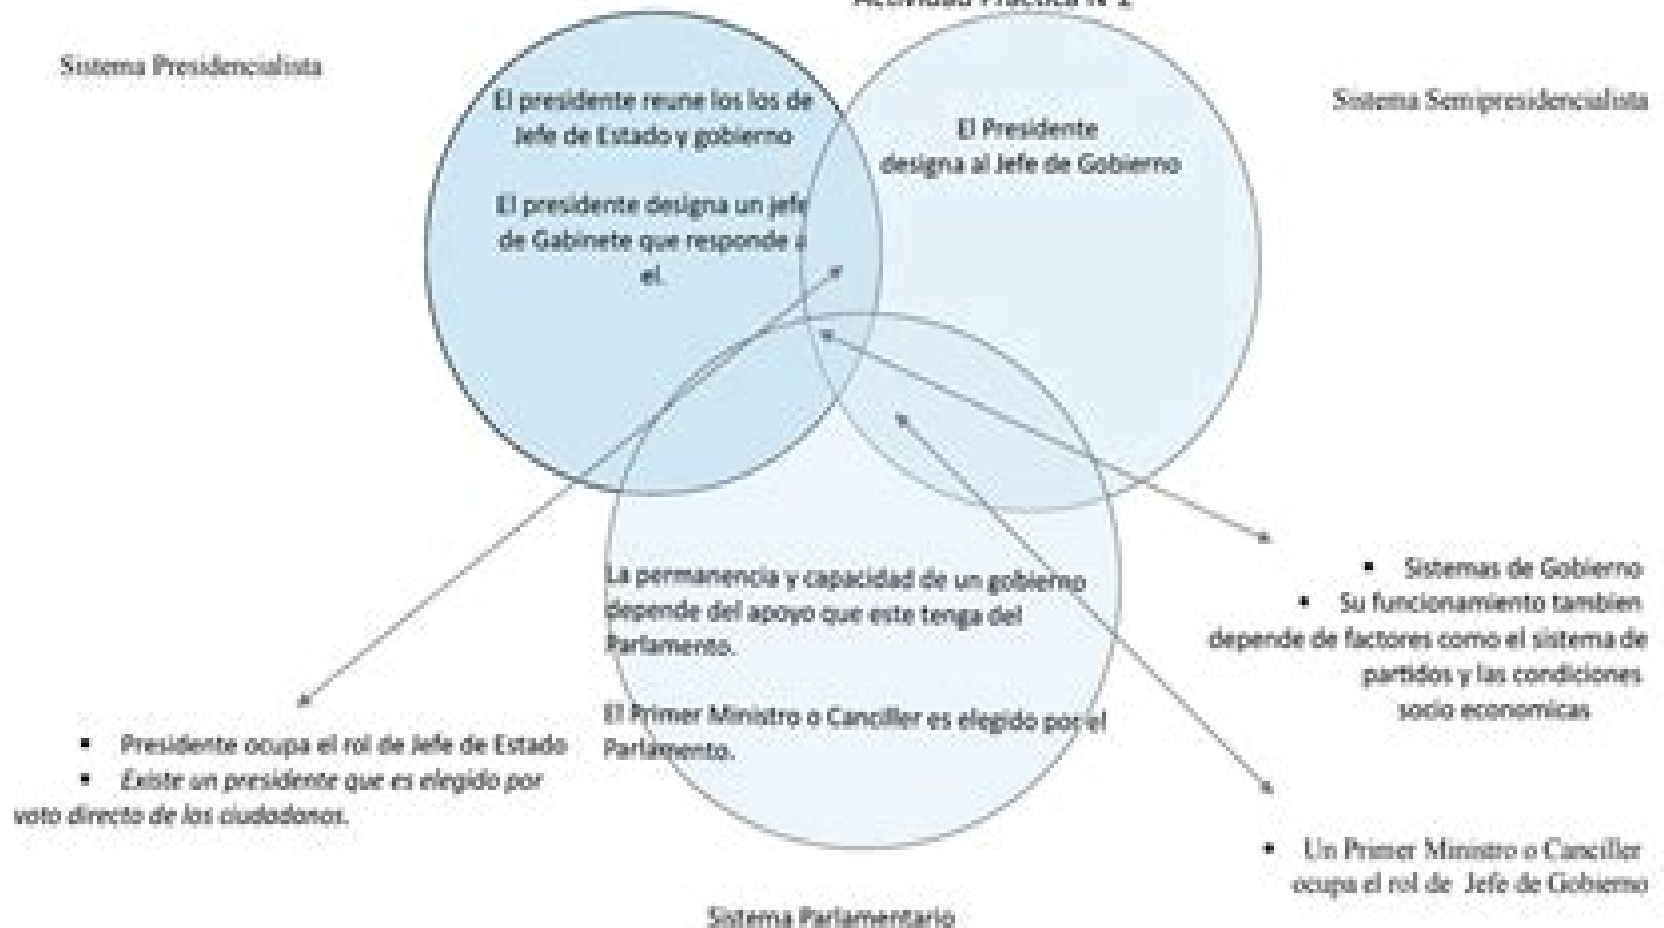 Actividad Práctica N°2
Sistema Presidencialista
El presidente reune los los de
Jefe de Estado y gobierno
El presidente designa un jefe
de Gabinete que responde a
el.
El Presidente
designa al Jefe de Gobierno
Sistema Semipresidencialista
La permanencia y capacidad de un gobierno
depende del apoyo que este tenga del
Parlamento.
El Primer Ministro o Canciller es elegido por el
Parlamento.
▪ Presidente ocupa el rol de Jefe de Estado
▪ Existe un presidente que es elegido por
voto directo de los ciudadanos.
▪ Sistemas de Gobierno
▪ Su funcionamiento tambien
depende de factores como el sistema de
partidos y las condiciones
socio economicas
▪ Un Primer Ministro o Canciller
ocupa el rol de Jefe de Gobierno
Sistema Parlamentario